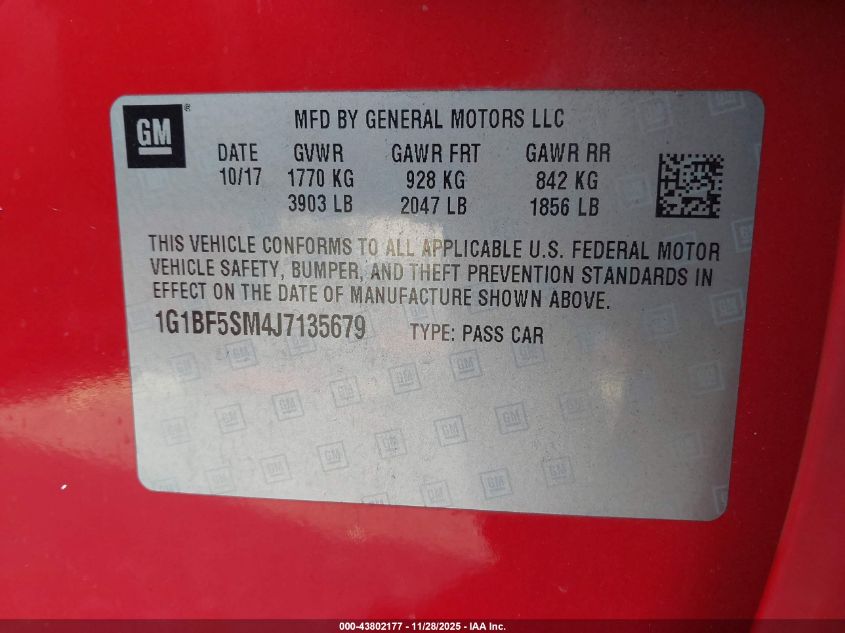 GM ®
MFD BY GENERAL MOTORS LLC
DATE GVWR GAWR FRT GAWR RR
10/17 1770 KG 928 KG 842 KG
3903 LB 2047 LB 1856 LB
THIS VEHICLE CONFORMS TO ALL APPLICABLE U.S. FEDERAL MOTOR
VEHICLE SAFETY, BUMPER, AND THEFT PREVENTION STANDARDS IN
EFFECT ON THE DATE OF MANUFACTURE SHOWN ABOVE.
1G1BF5SM4J7135679 TYPE: PASS CAR
000-43802177 - 11/28/2025 - IAA Inc.